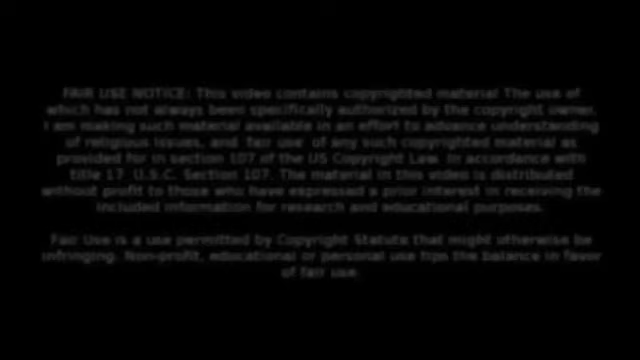 FAIR USE NOTICE: This video contains copyrighted material The use of
which has not always been specifically authorized by the copyright owner.
I am making such material available in an effort to advance understanding
of religious issues, and 'fair use' of any such copyrighted material as
provided for in section 107 of the US Copyright Law. In accordance with
title 17 U.S.C. Section 107. The material in this video is distributed
without profit to those who have expressed a prior interest in receiving the
included information for research and educational purposes.
Fair Use is a use permitted by Copyright Statute that might otherwise be
infringing. Non-profit, educational or personal use tips the balance in favor
of fair use.